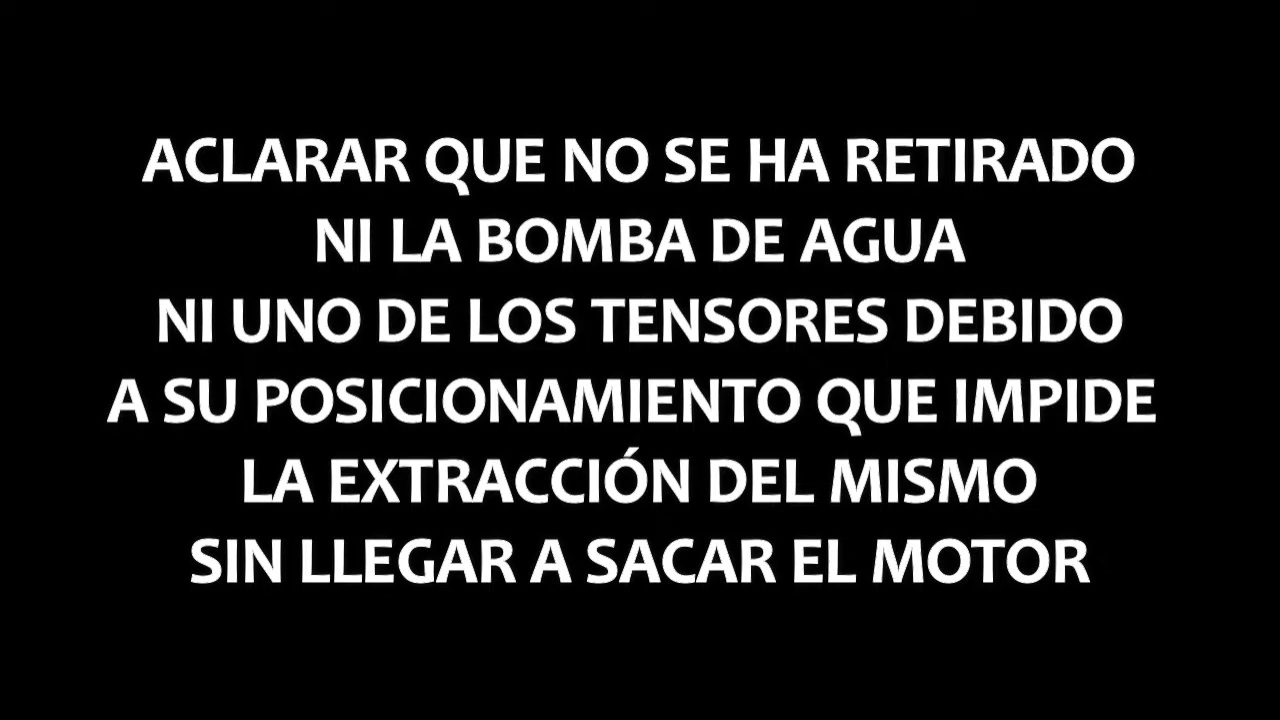 ACLARAR QUE NO SE HA RETIRADO
NI LA BOMBA DE AGUA
NI UNO DE LOS TENSORES DEBIDO
A SU POSICIONAMIENTO QUE IMPIDE
LA EXTRACCIÓN DEL MISMO
SIN LLEGAR A SACAR EL MOTOR